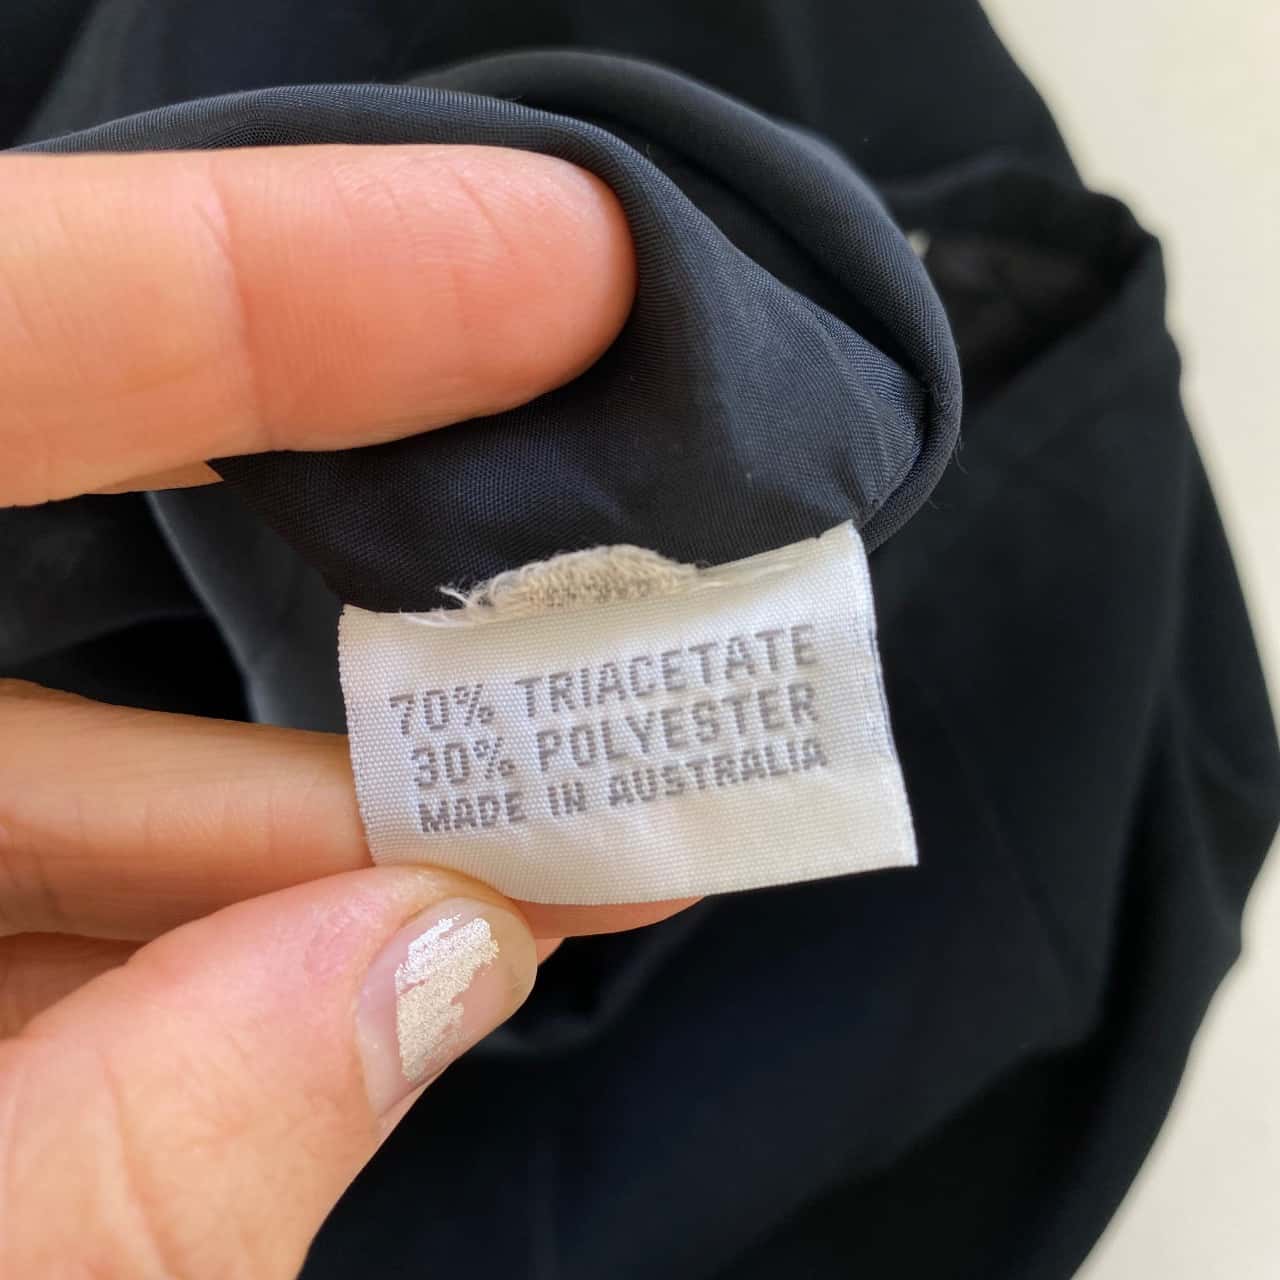 70% TRIACETATE
30% POLYESTER
MADE IN AUSTRALIA